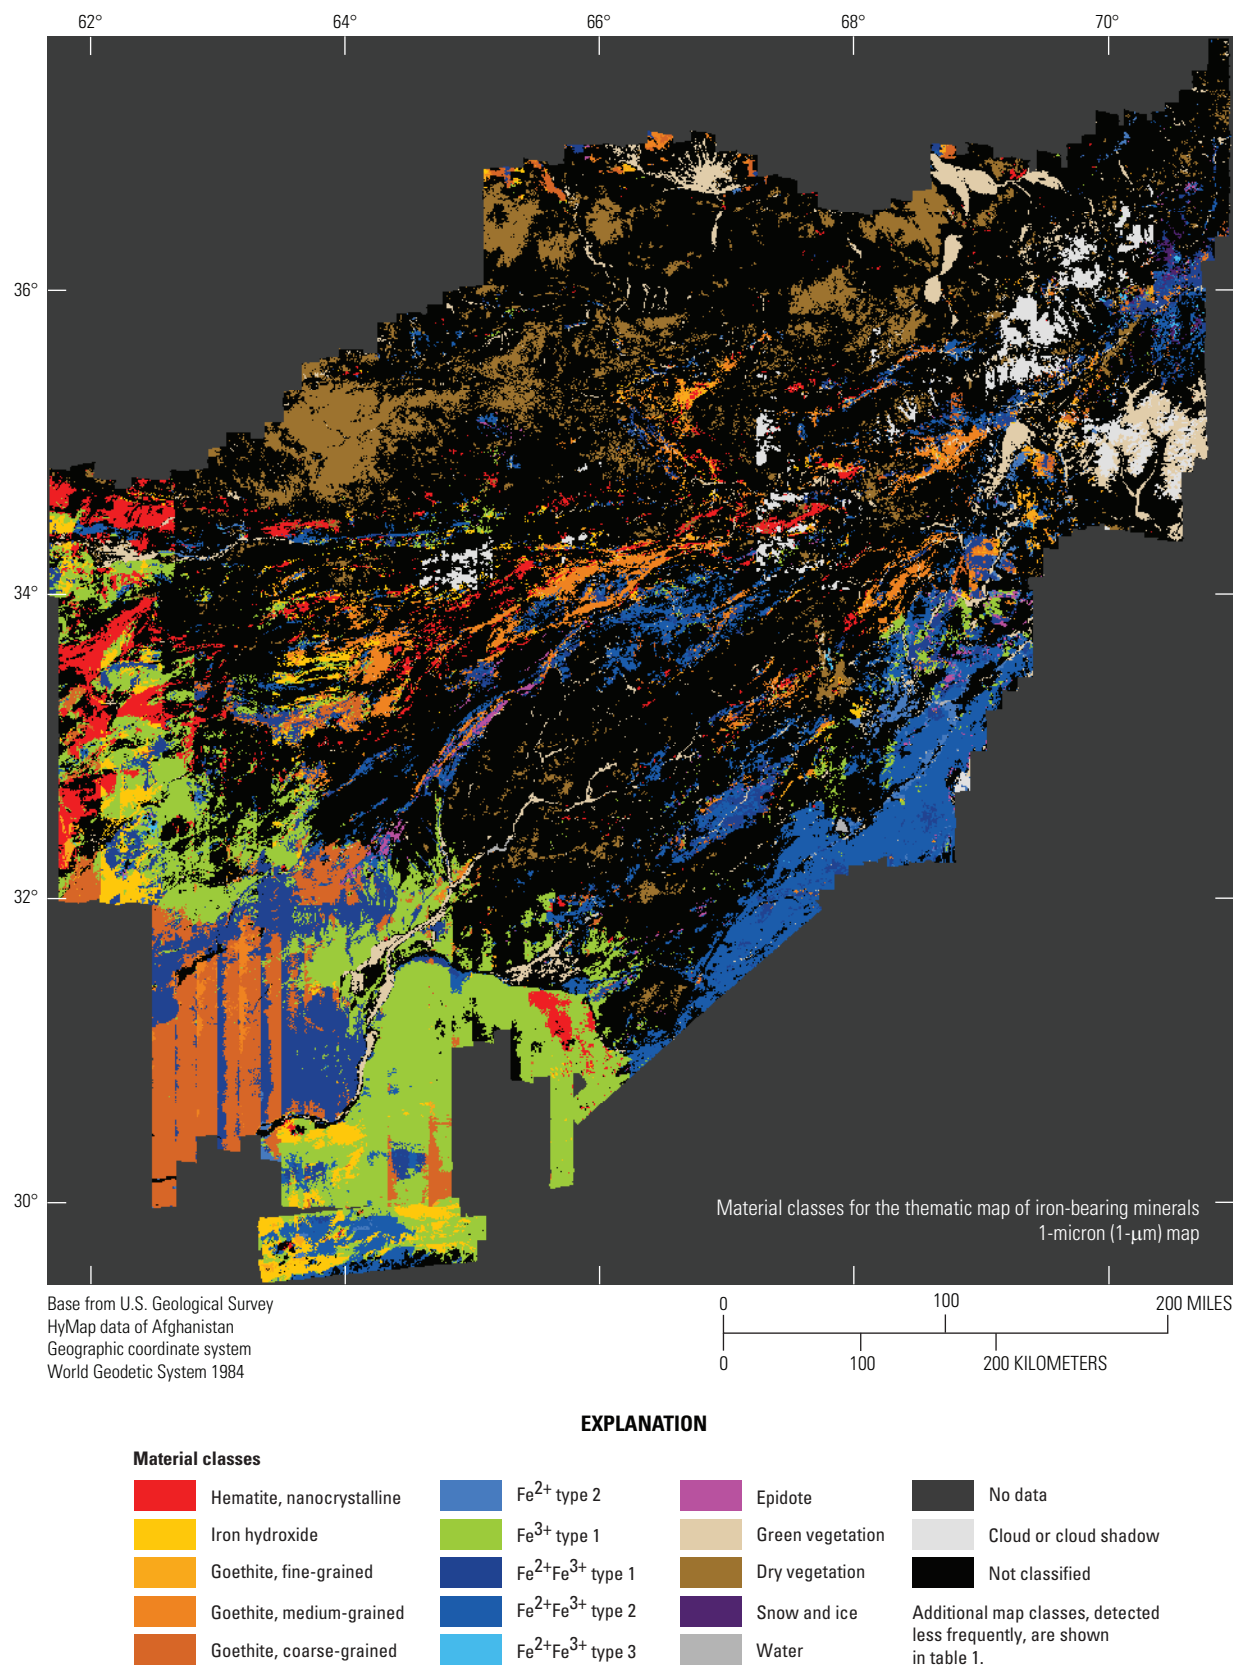 62° 64° 66° 68° 70°
36°
34°
32°
30°
Material classes for the thematic map of iron-bearing minerals
1-micron (1-µm) map
Base from U.S. Geological Survey
HyMap data of Afghanistan
Geographic coordinate system
World Geodetic System 1984
0 100 200 MILES
0 100 200 KILOMETERS
EXPLANATION
Material classes
Hematite, nanocrystalline
Iron hydroxide
Goethite, fine-grained
Goethite, medium-grained
Goethite, coarse-grained
Fe2+ type 2
Fe3+ type 1
Fe2+Fe3+ type 1
Fe2+Fe3+ type 2
Fe2+Fe3+ type 3
Epidote
Green vegetation
Dry vegetation
Snow and ice
Water
No data
Cloud or cloud shadow
Not classified
Additional map classes, detected
less frequently, are shown
in table 1.